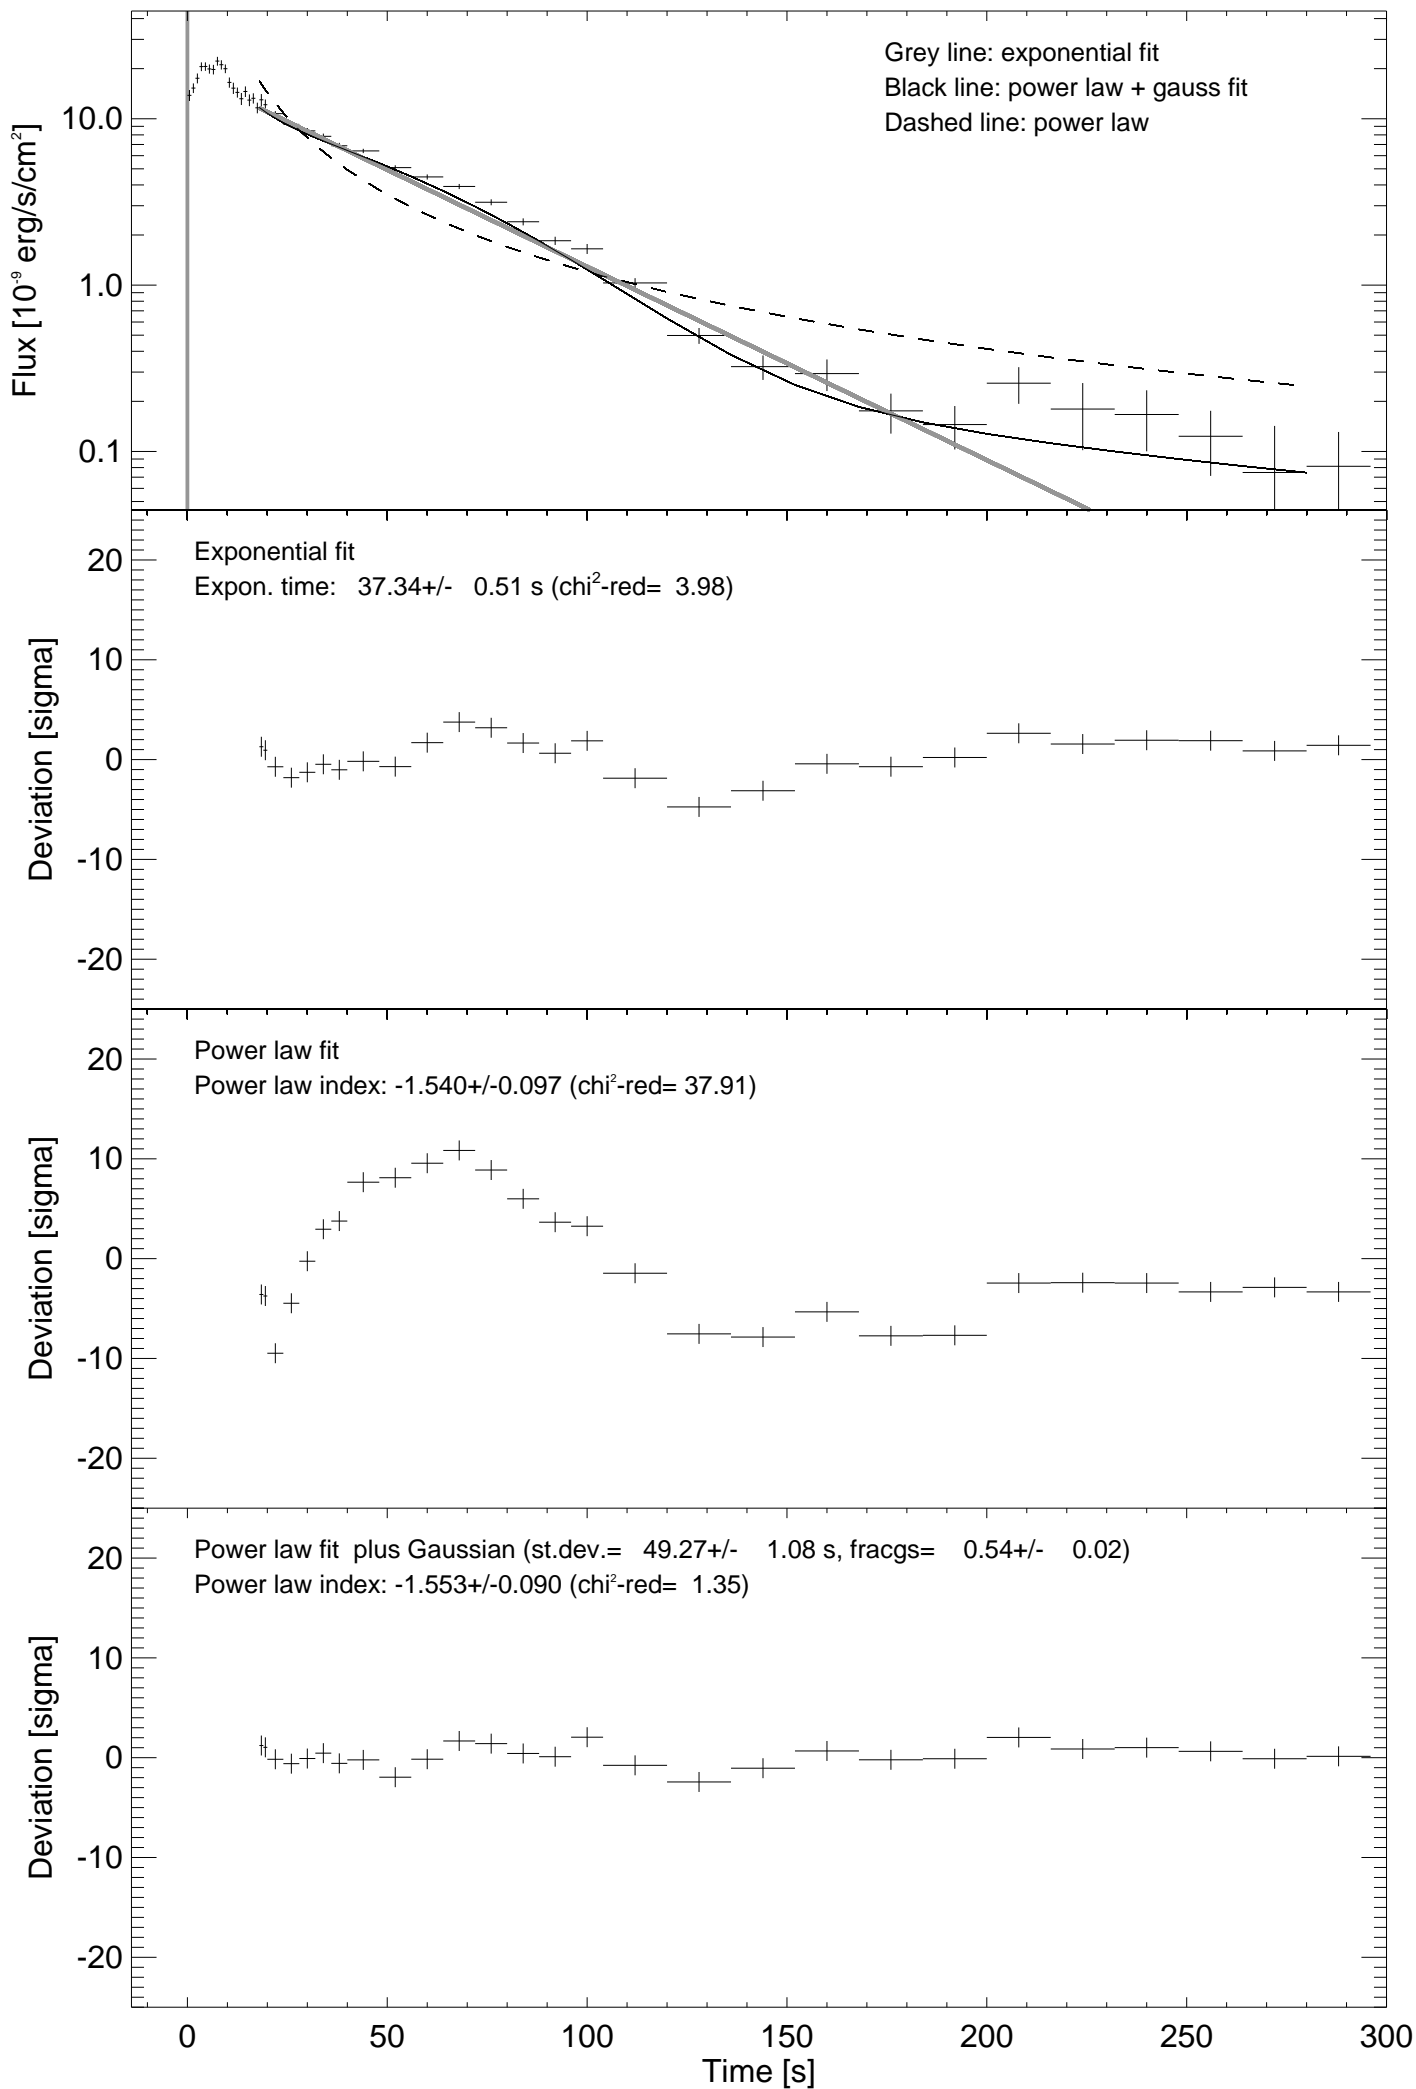 Grey line: exponential fit
Black line: power law + gauss fit
Dashed line: power law
10.0
1.0
0.1
Flux [10⁻⁹ erg/s/cm²]
Exponential fit
Expon. time: 37.34+/- 0.51 s (chi²-red= 3.98)
20
10
0
-10
-20
Deviation [sigma]
Power law fit
Power law index: -1.540+/-0.097 (chi²-red= 37.91)
20
10
0
-10
-20
Deviation [sigma]
Power law fit plus Gaussian (st.dev.= 49.27+/- 1.08 s, fracgs= 0.54+/- 0.02)
Power law index: -1.553+/-0.090 (chi²-red= 1.35)
20
10
0
-10
-20
Deviation [sigma]
0 50 100 150 200 250 300
Time [s]